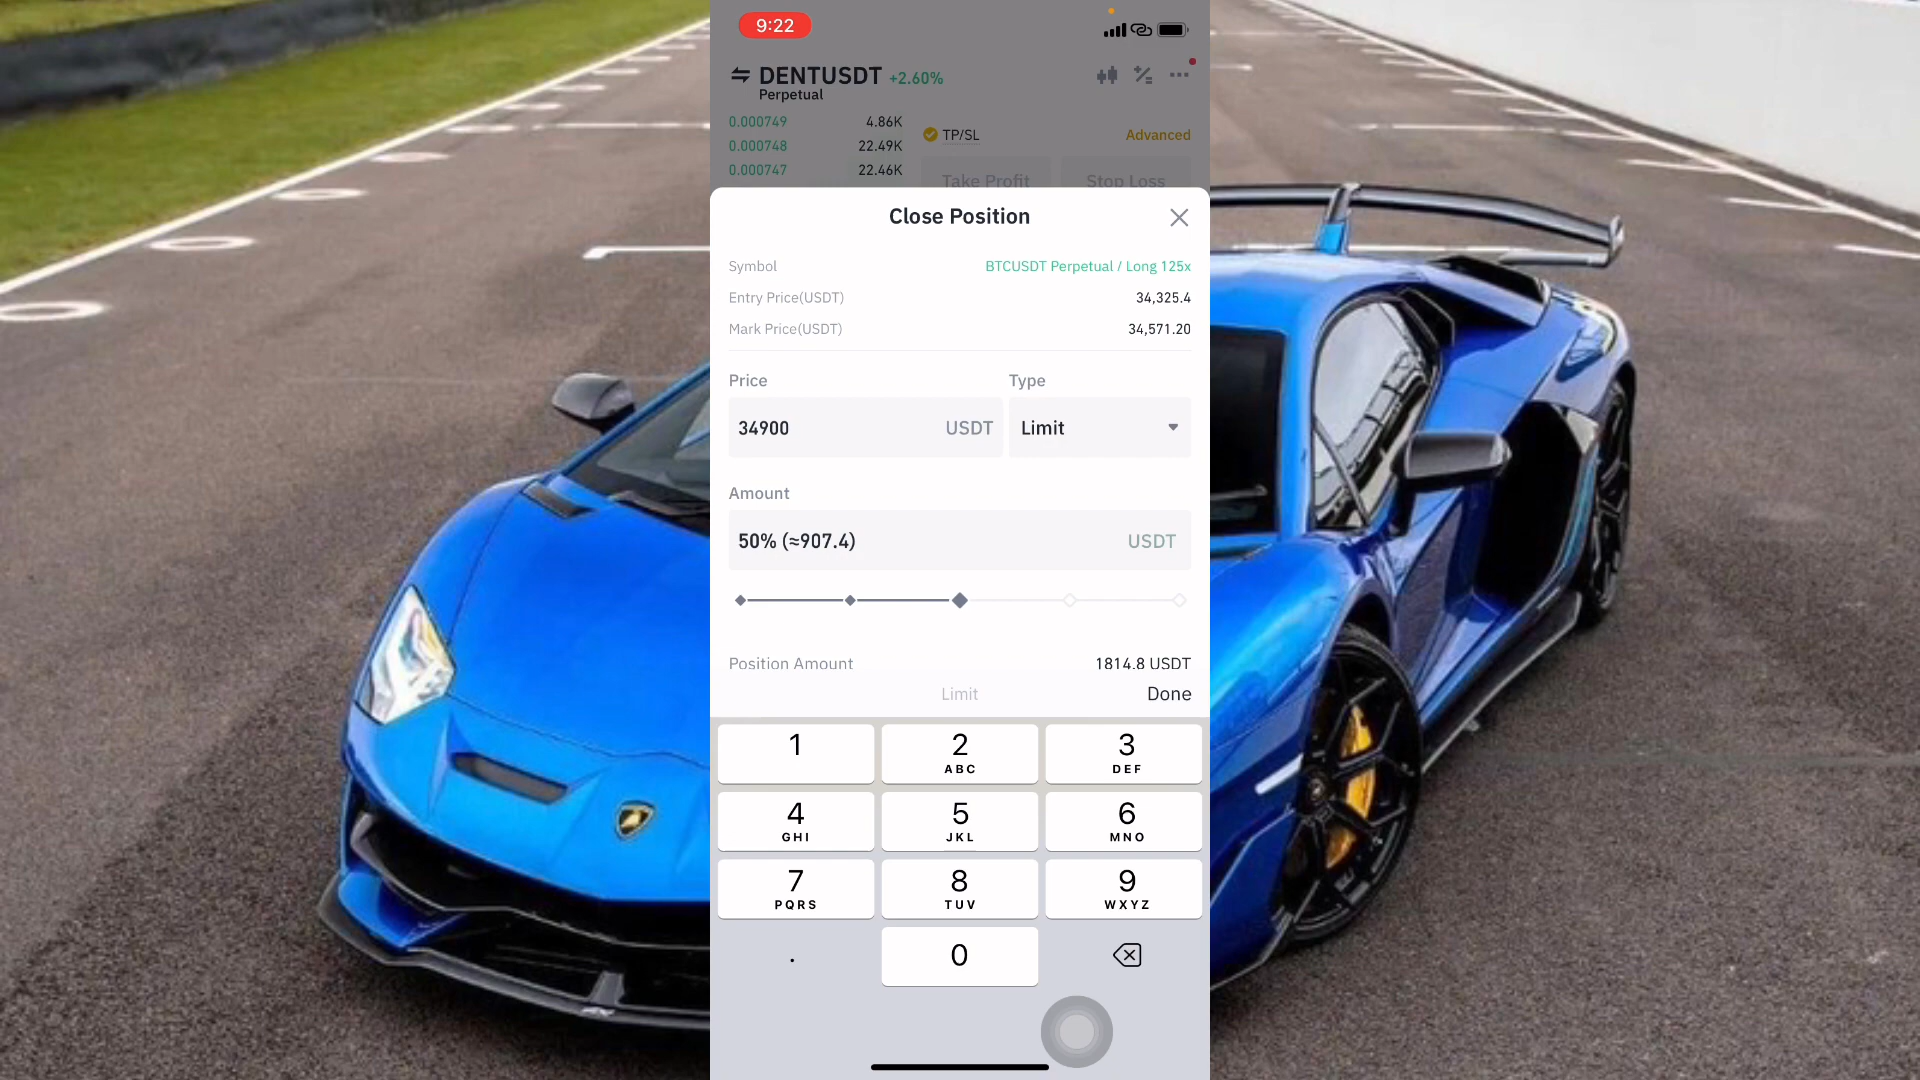 9:22
DENTUSDT +2.60%
Perpetual
0.000749 4.86K
TP/SL Advanced
0.000748 22.49K
0.000747 22.46K
Take Profit Stop Loss
Close Position
Symbol BTCUSDT Perpetual / Long 125x
Entry Price(USDT) 34,325.4
Mark Price(USDT) 34,571.20
Price Type
34900 USDT Limit
Amount
50% (≈907.4) USDT
Position Amount 1814.8 USDT
Limit Done
1 2 3
ABC DEF
4 5 6
GHI JKL MNO
7 8 9
PQRS TUV WXYZ
. 0